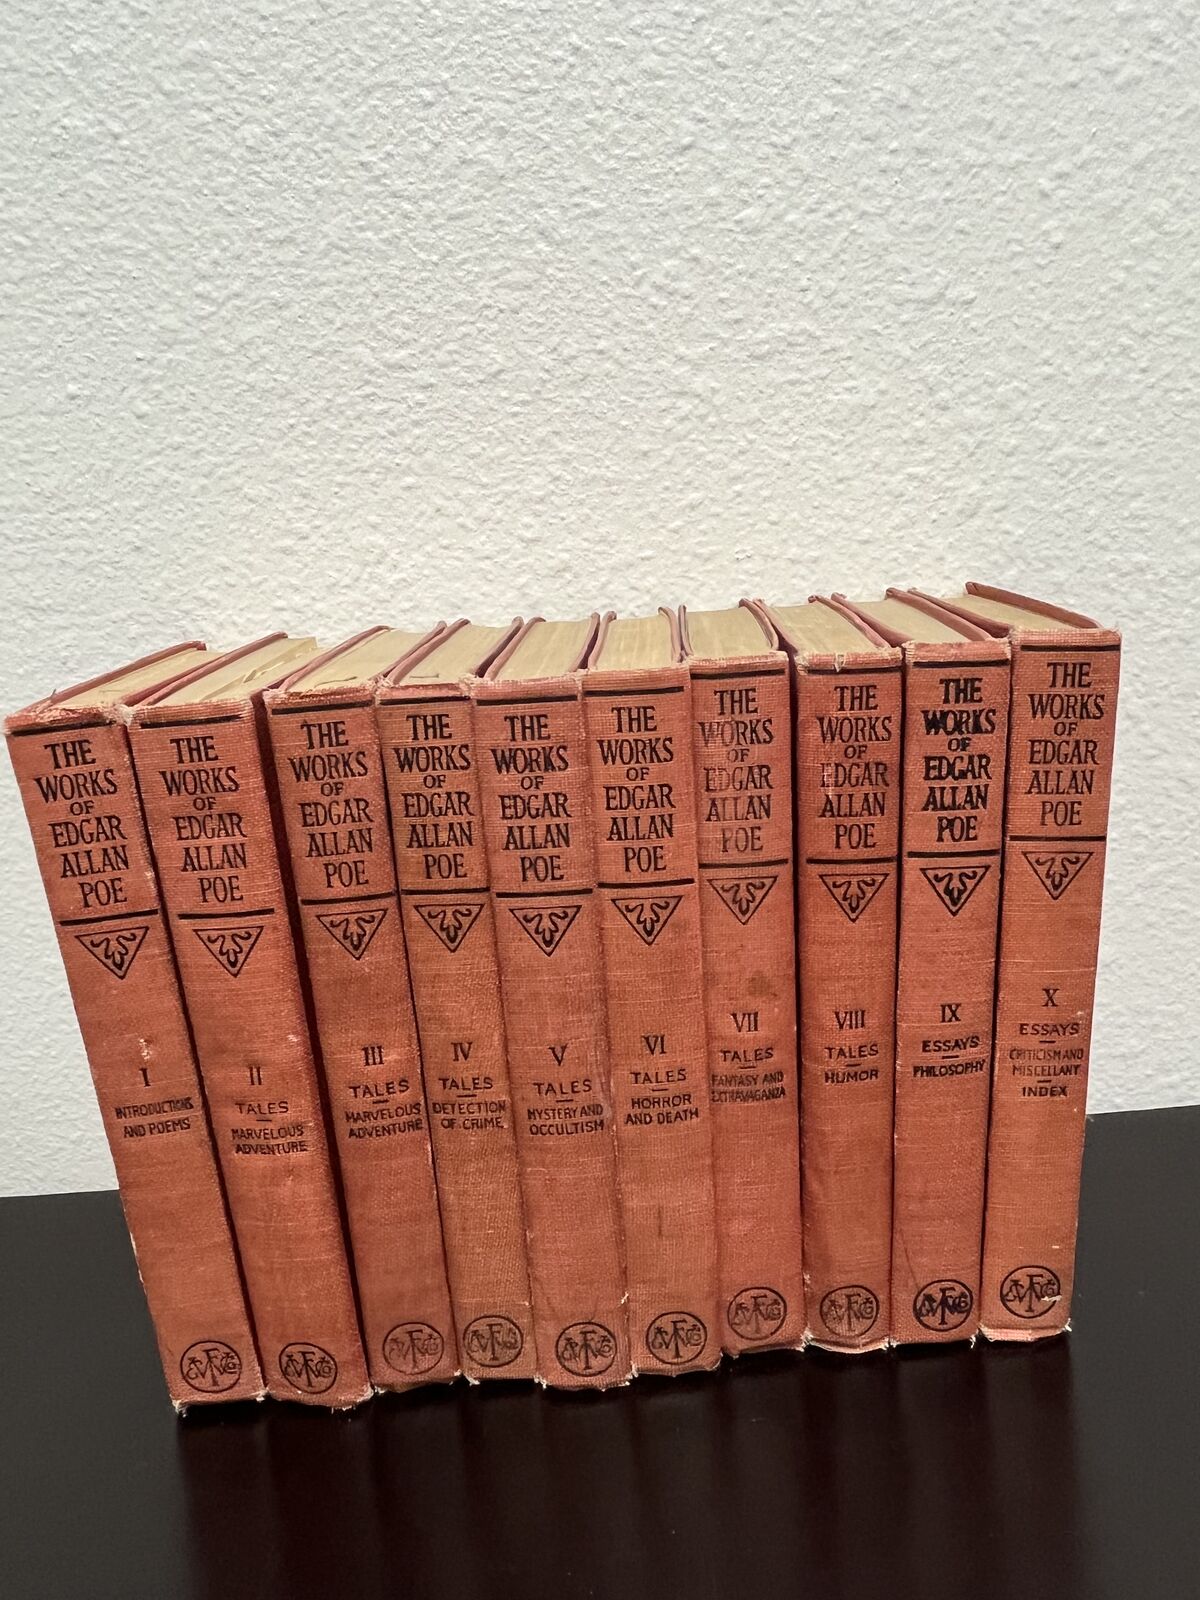 THE
WORKS
OF
EDGAR
ALLAN
POE
I
INTRODUCTIONS
AND POEMS
THE
WORKS
OF
EDGAR
ALLAN
POE
II
TALES
MARVELOUS
ADVENTURE
THE
WORKS
OF
EDGAR
ALLAN
POE
III
TALES
MARVELOUS
ADVENTURE
THE
WORKS
OF
EDGAR
ALLAN
POE
IV
TALES
DETECTION
OF CRIME
THE
WORKS
OF
EDGAR
ALLAN
POE
V
TALES
MYSTERY AND
OCCULTISM
THE
WORKS
OF
EDGAR
ALLAN
POE
VI
TALES
HORROR
AND DEATH
THE
WORKS
OF
EDGAR
ALLAN
POE
VII
TALES
FANTASY AND
EXTRAVAGANZA
THE
WORKS
OF
EDGAR
ALLAN
POE
VIII
TALES
HUMOR
THE
WORKS
OF
EDGAR
ALLAN
POE
IX
ESSAYS
PHILOSOPHY
THE
WORKS
OF
EDGAR
ALLAN
POE
X
ESSAYS
CRITICISM AND
MISCELLANY
INDEX